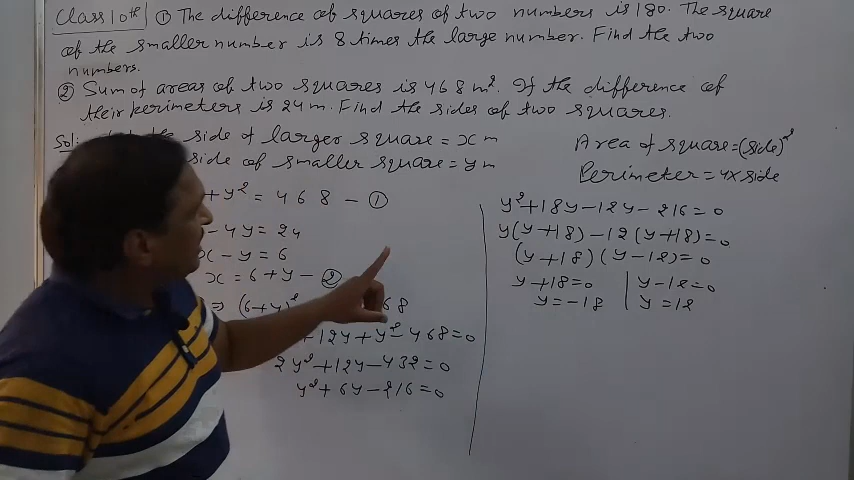 Class 10th ① The difference of squares of two numbers is 180. The square
of the smaller number is 8 times the large number. Find the two
numbers.
② Sum of areas of two squares is 468 m². If the difference of
their perimeters is 24 m. Find the sides of two squares.
Sol: the side of larger square = x m
side of smaller square = y m
+ y² = 468 - ①
- 4y = 24
x - y = 6
x = 6 + y - ②
⇒ (6+y)² 68
+ 12y + y² - 468 = 0
2y² + 12y - 432 = 0
y² + 6y - 216 = 0
Area of square = (side)²
Perimeter = 4x side
y² + 18y - 12y - 216 = 0
y(y+18) - 12(y+18) = 0
(y+18)(y-12) = 0
y+18 = 0 | y-12 = 0
y = -18 | y = 12